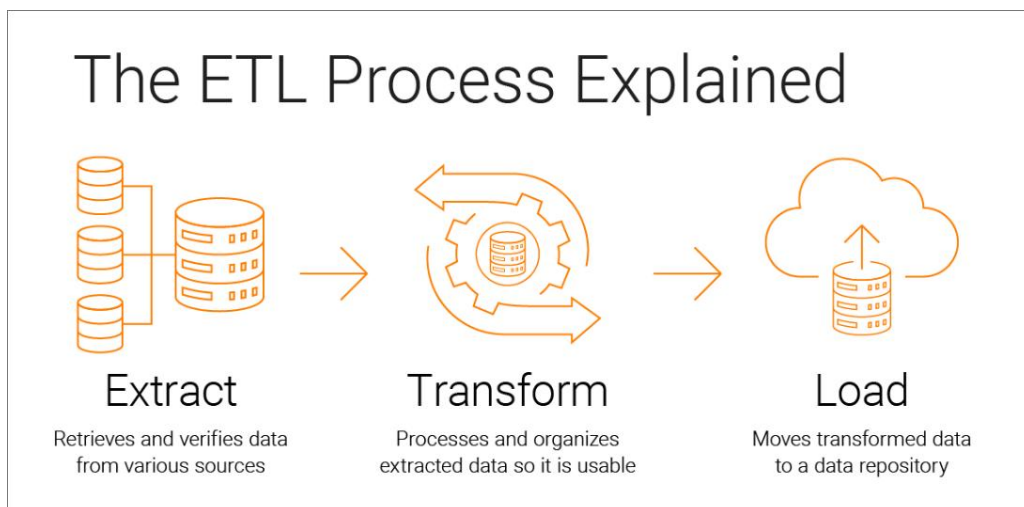 The ETL Process Explained
Extract
Retrieves and verifies data
from various sources
Transform
Processes and organizes
extracted data so it is usable
Load
Moves transformed data
to a data repository